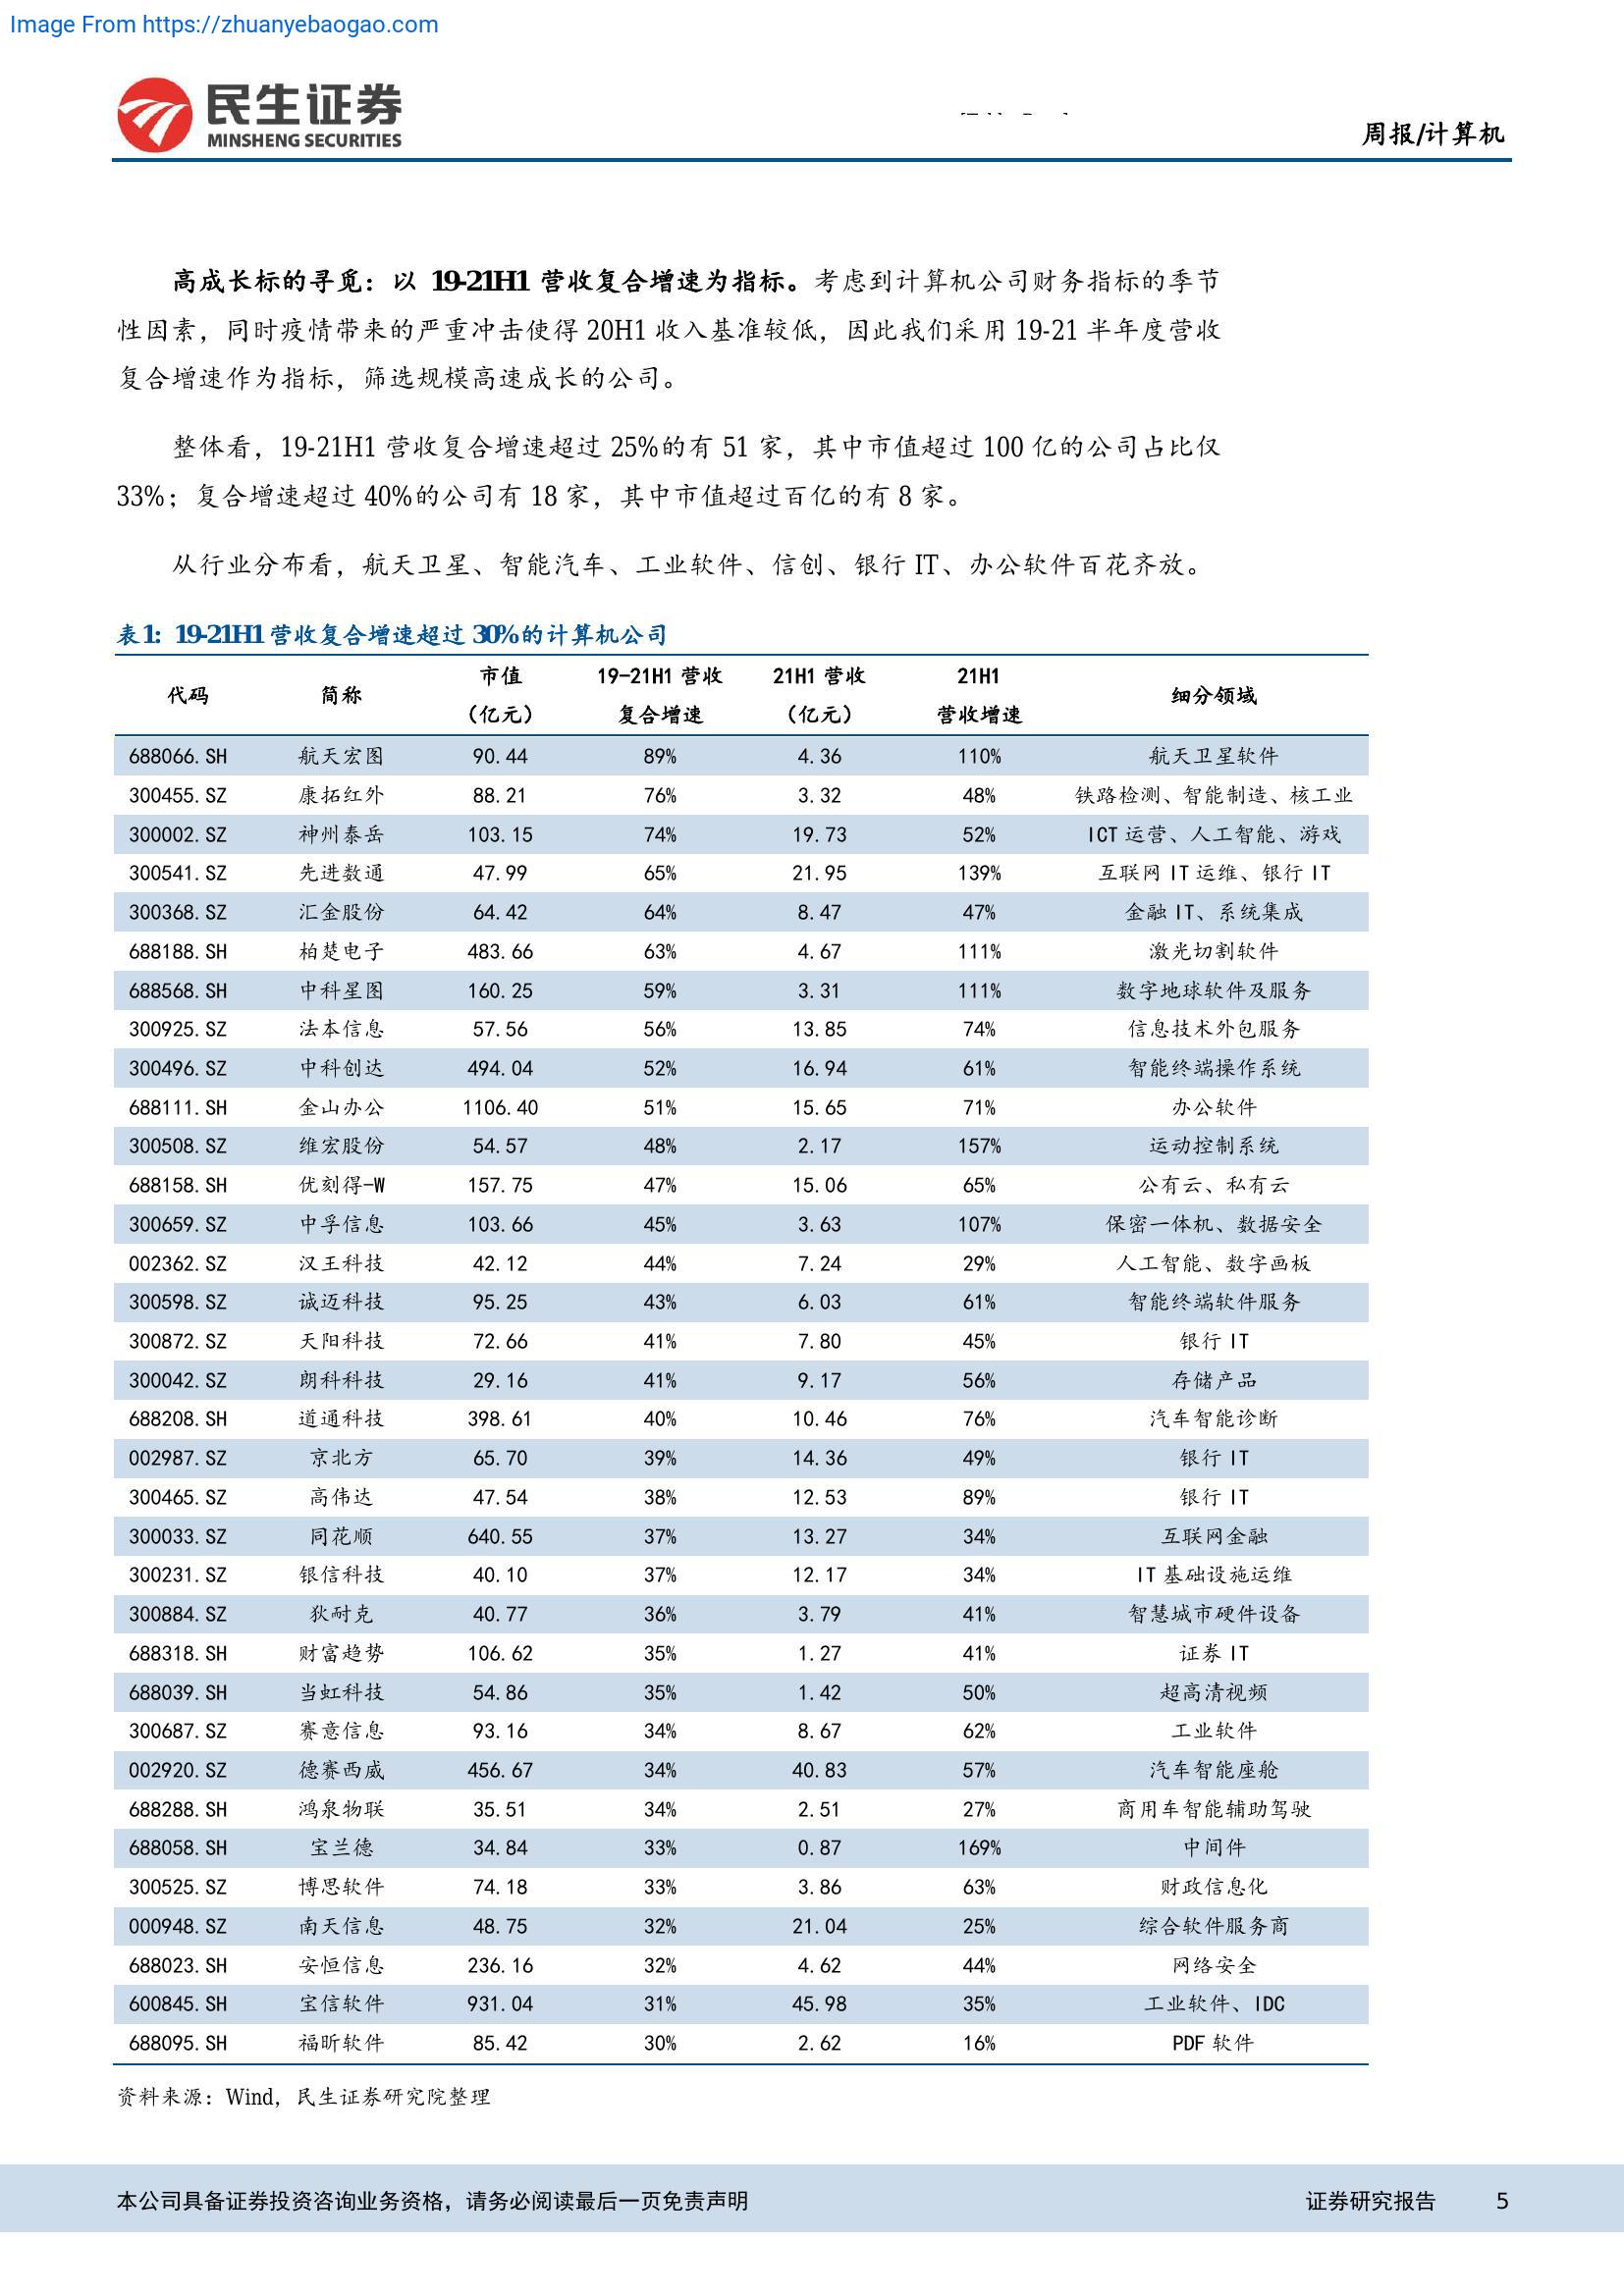 Image From https://zhuanyebaogao.com
民生证券
MINSHENG SECURITIES
周报/计算机
高成长标的寻觅：以 19-21H1 营收复合增速为指标。考虑到计算机公司财务指标的季节
性因素，同时疫情带来的严重冲击使得 20H1 收入基准较低，因此我们采用 19-21 半年度营收
复合增速作为指标，筛选规模高速成长的公司。
整体看，19-21H1 营收复合增速超过 25%的有 51 家，其中市值超过 100 亿的公司占比仅
33%；复合增速超过 40%的公司有 18 家，其中市值超过百亿的有 8 家。
从行业分布看，航天卫星、智能汽车、工业软件、信创、银行 IT、办公软件百花齐放。
表1：19-21H1 营收复合增速超过 30%的计算机公司
代码 简称 市值（亿元） 19-21H1 营收复合增速 21H1 营收（亿元） 21H1 营收增速 细分领域
688066.SH 航天宏图 90.44 89% 4.36 110% 航天卫星软件
300455.SZ 康拓红外 88.21 76% 3.32 48% 铁路检测、智能制造、核工业
300002.SZ 神州泰岳 103.15 74% 19.73 52% ICT 运营、人工智能、游戏
300541.SZ 先进数通 47.99 65% 21.95 139% 互联网 IT 运维、银行 IT
300368.SZ 汇金股份 64.42 64% 8.47 47% 金融 IT、系统集成
688188.SH 柏楚电子 483.66 63% 4.67 111% 激光切割软件
688568.SH 中科星图 160.25 59% 3.31 111% 数字地球软件及服务
300925.SZ 法本信息 57.56 56% 13.85 74% 信息技术外包服务
300496.SZ 中科创达 494.04 52% 16.94 61% 智能终端操作系统
688111.SH 金山办公 1106.40 51% 15.65 71% 办公软件
300508.SZ 维宏股份 54.57 48% 2.17 157% 运动控制系统
688158.SH 优刻得-W 157.75 47% 15.06 65% 公有云、私有云
300659.SZ 中孚信息 103.66 45% 3.63 107% 保密一体机、数据安全
002362.SZ 汉王科技 42.12 44% 7.24 29% 人工智能、数字画板
300598.SZ 诚迈科技 95.25 43% 6.03 61% 智能终端软件服务
300872.SZ 天阳科技 72.66 41% 7.80 45% 银行 IT
300042.SZ 朗科科技 29.16 41% 9.17 56% 存储产品
688208.SH 道通科技 398.61 40% 10.46 76% 汽车智能诊断
002987.SZ 京北方 65.70 39% 14.36 49% 银行 IT
300465.SZ 高伟达 47.54 38% 12.53 89% 银行 IT
300033.SZ 同花顺 640.55 37% 13.27 34% 互联网金融
300231.SZ 银信科技 40.10 37% 12.17 34% IT 基础设施运维
300884.SZ 狄耐克 40.77 36% 3.79 41% 智慧城市硬件设备
688318.SH 财富趋势 106.62 35% 1.27 41% 证券 IT
688039.SH 当虹科技 54.86 35% 1.42 50% 超高清视频
300687.SZ 赛意信息 93.16 34% 8.67 62% 工业软件
002920.SZ 德赛西威 456.67 34% 40.83 57% 汽车智能座舱
688288.SH 鸿泉物联 35.51 34% 2.51 27% 商用车智能辅助驾驶
688058.SH 宝兰德 34.84 33% 0.87 169% 中间件
300525.SZ 博思软件 74.18 33% 3.86 63% 财政信息化
000948.SZ 南天信息 48.75 32% 21.04 25% 综合软件服务商
688023.SH 安恒信息 236.16 32% 4.62 44% 网络安全
600845.SH 宝信软件 931.04 31% 45.98 35% 工业软件、IDC
688095.SH 福昕软件 85.42 30% 2.62 16% PDF 软件
资料来源：Wind，民生证券研究院整理
本公司具备证券投资咨询业务资格，请务必阅读最后一页免责声明 证券研究报告 5